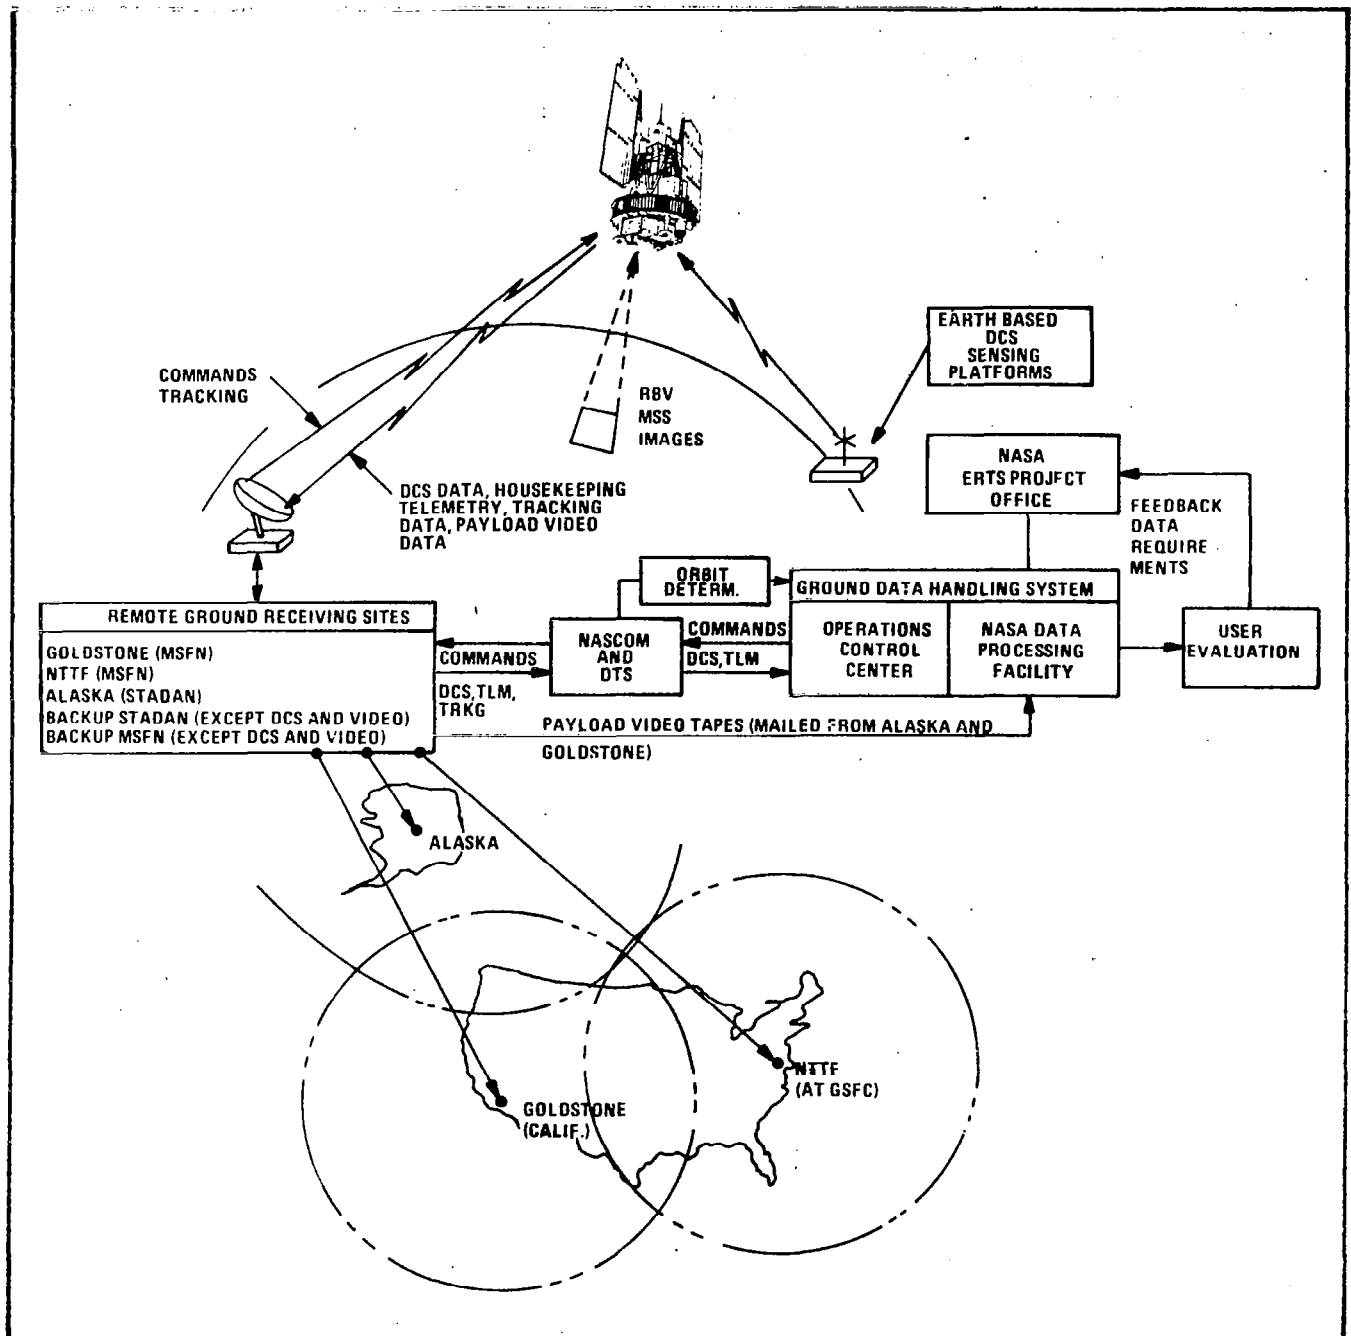 EARTH BASED
DCS
SENSING
PLATFORMS
COMMANDS
TRACKING
RBV
MSS
IMAGES
NASA
ERTS PROJECT
OFFICE
DCS DATA, HOUSEKEEPING
TELEMETRY, TRACKING
DATA, PAYLOAD VIDEO
DATA
FEEDBACK
DATA
REQUIRE
MENTS
ORBIT
DETERM.
GROUND DATA HANDLING SYSTEM
REMOTE GROUND RECEIVING SITES
GOLDSTONE (MSFN)
NTTF (MSFN)
ALASKA (STADAN)
BACKUP STADAN (EXCEPT DCS AND VIDEO)
BACKUP MSFN (EXCEPT DCS AND VIDEO)
COMMANDS
DCS,TLM,
TRKG
NASCOM
AND
DTS
COMMANDS
DCS,TLM
OPERATIONS
CONTROL
CENTER
NASA DATA
PROCESSING
FACILITY
USER
EVALUATION
PAYLOAD VIDEO TAPES (MAILED FROM ALASKA AND
GOLDSTONE)
ALASKA
NTTF
(AT GSFC)
GOLDSTONE
(CALIF.)